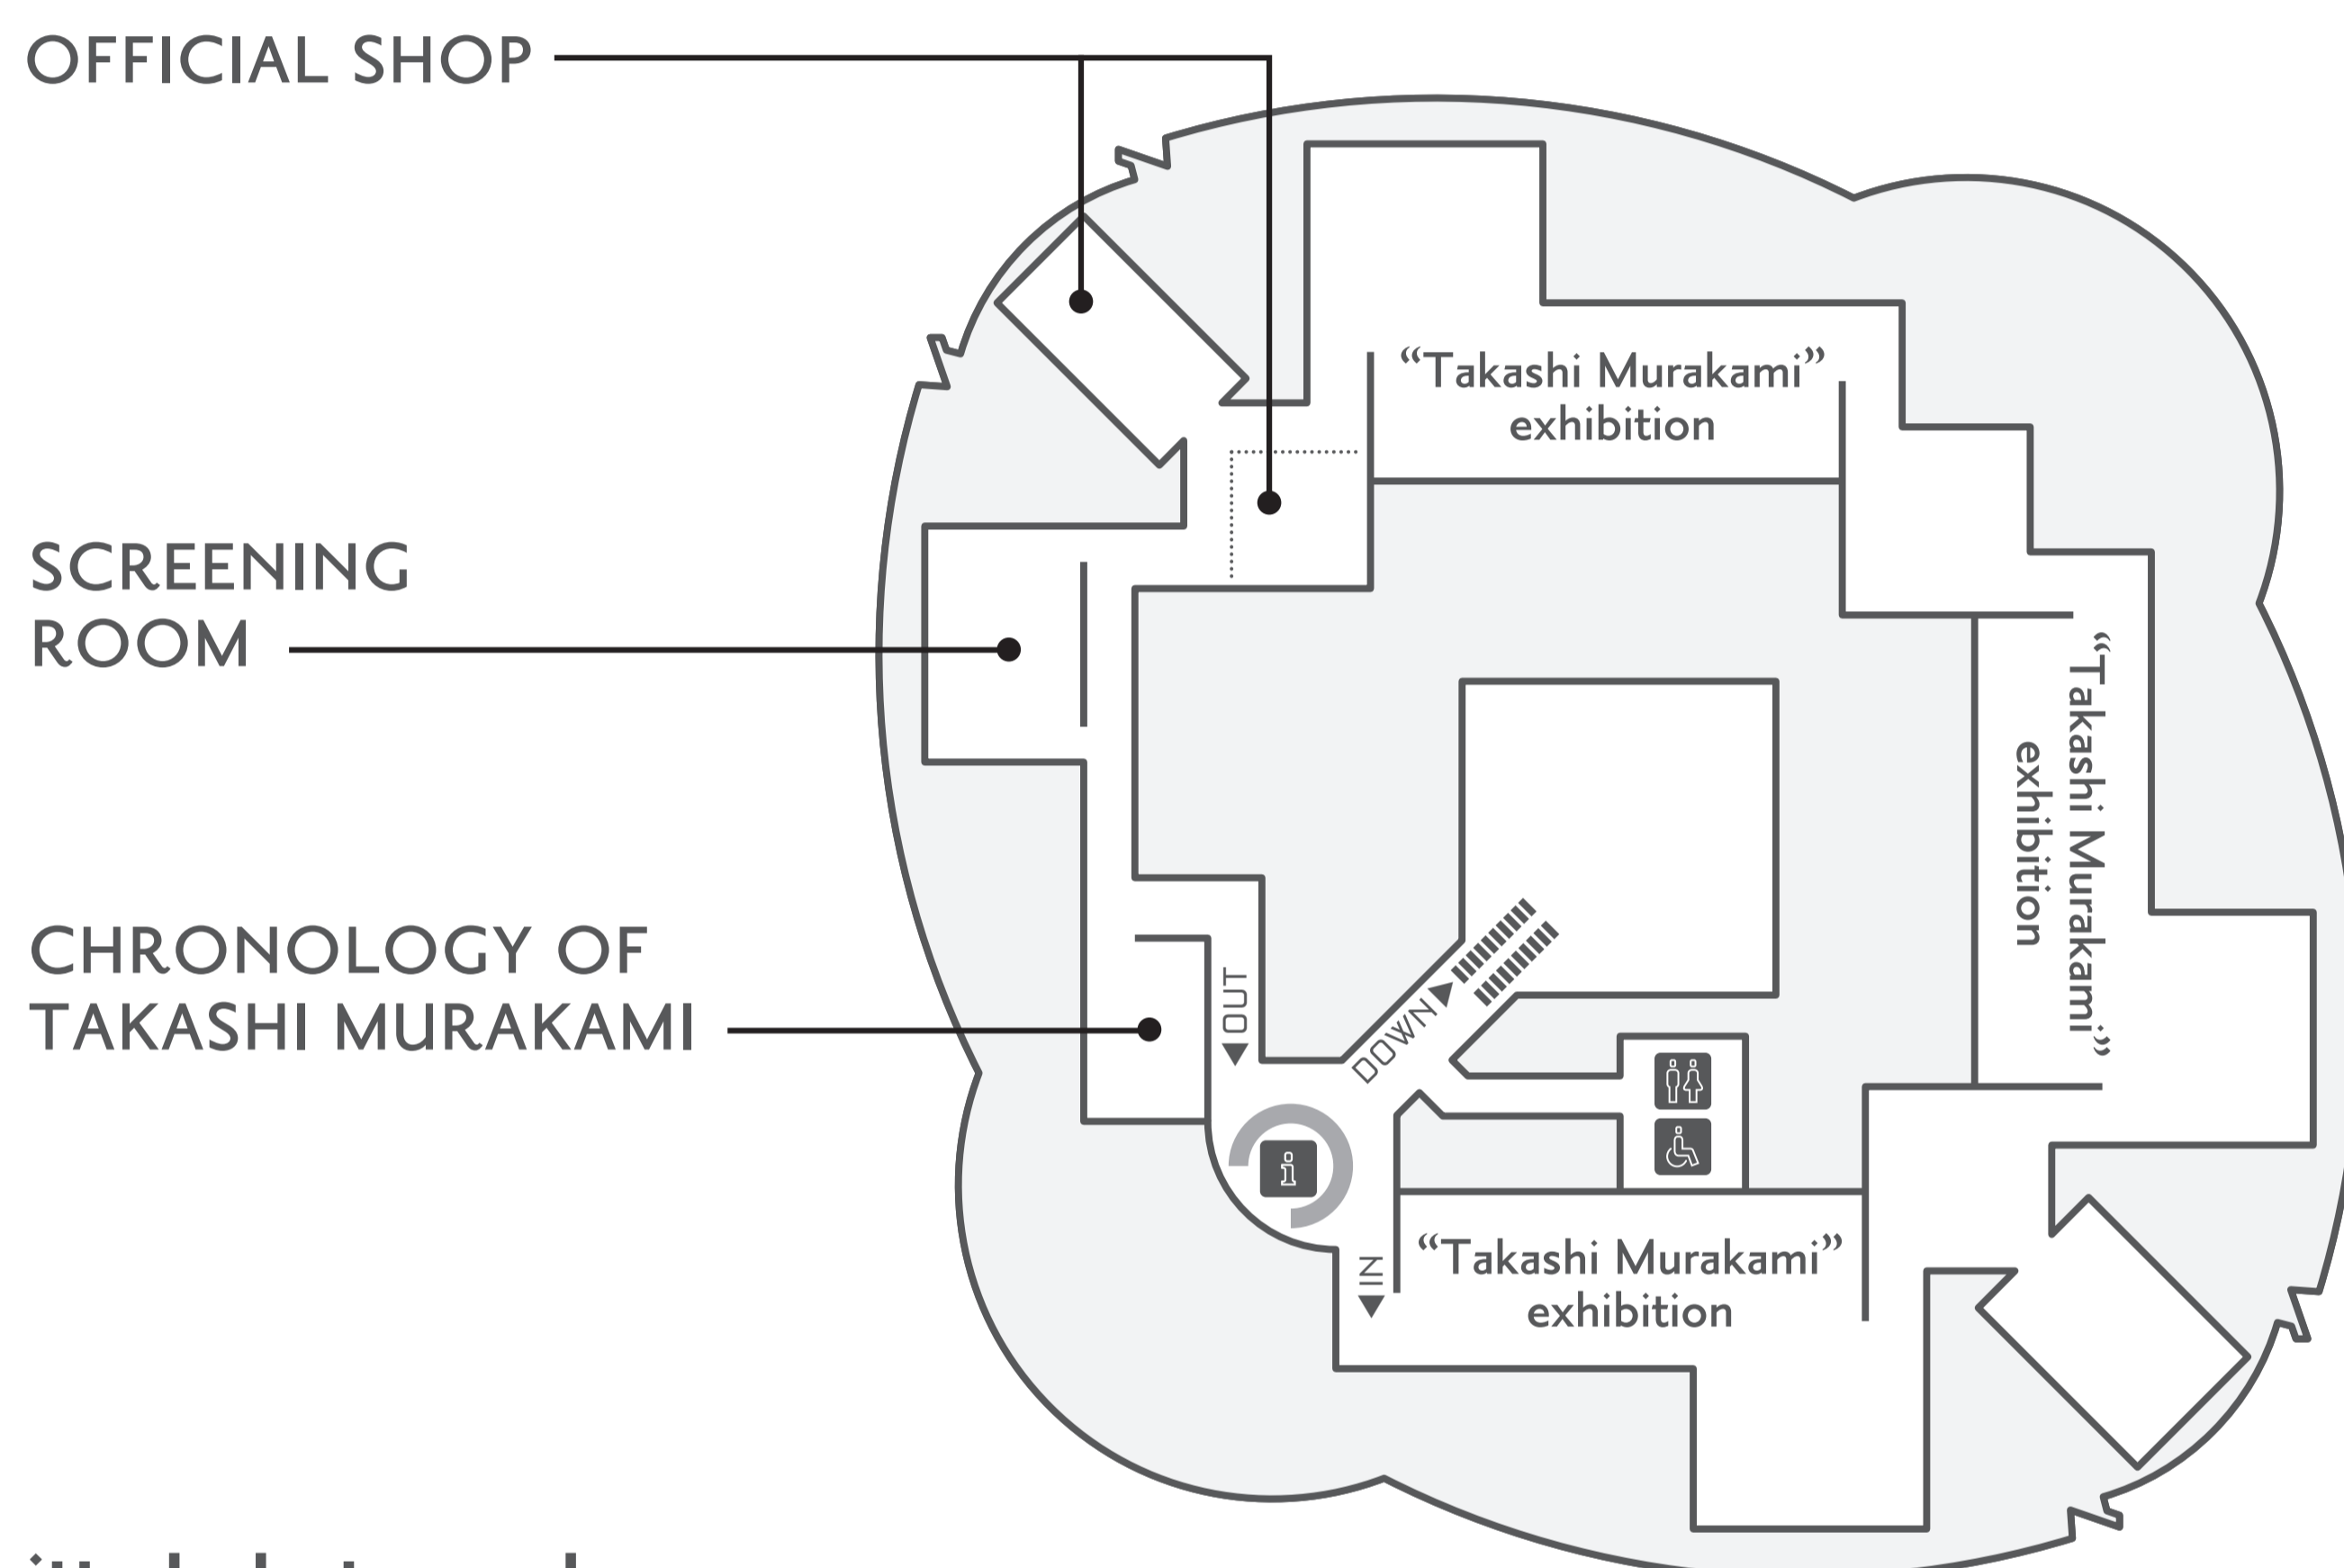 OFFICIAL SHOP
“Takashi Murakami”
exhibition
SCREENING
ROOM
“Takashi Murakami”
exhibition
CHRONOLOGY OF
TAKASHI MURAKAMI
OUT
DOWN
IN
“Takashi Murakami”
exhibition